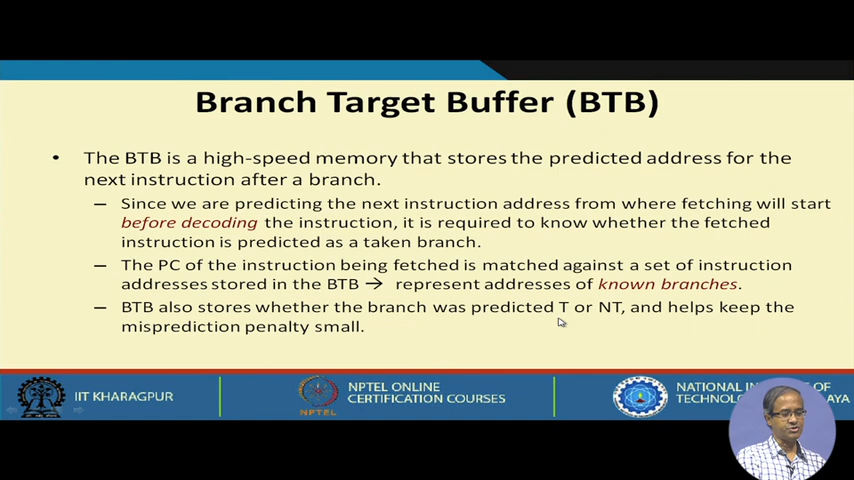 Branch Target Buffer (BTB)
• The BTB is a high-speed memory that stores the predicted address for the
next instruction after a branch.
– Since we are predicting the next instruction address from where fetching will start
before decoding the instruction, it is required to know whether the fetched
instruction is predicted as a taken branch.
– The PC of the instruction being fetched is matched against a set of instruction
addresses stored in the BTB → represent addresses of known branches.
– BTB also stores whether the branch was predicted T or NT, and helps keep the
misprediction penalty small.
IIT KHARAGPUR
NPTEL
NPTEL ONLINE
CERTIFICATION COURSES
NATIONAL OF